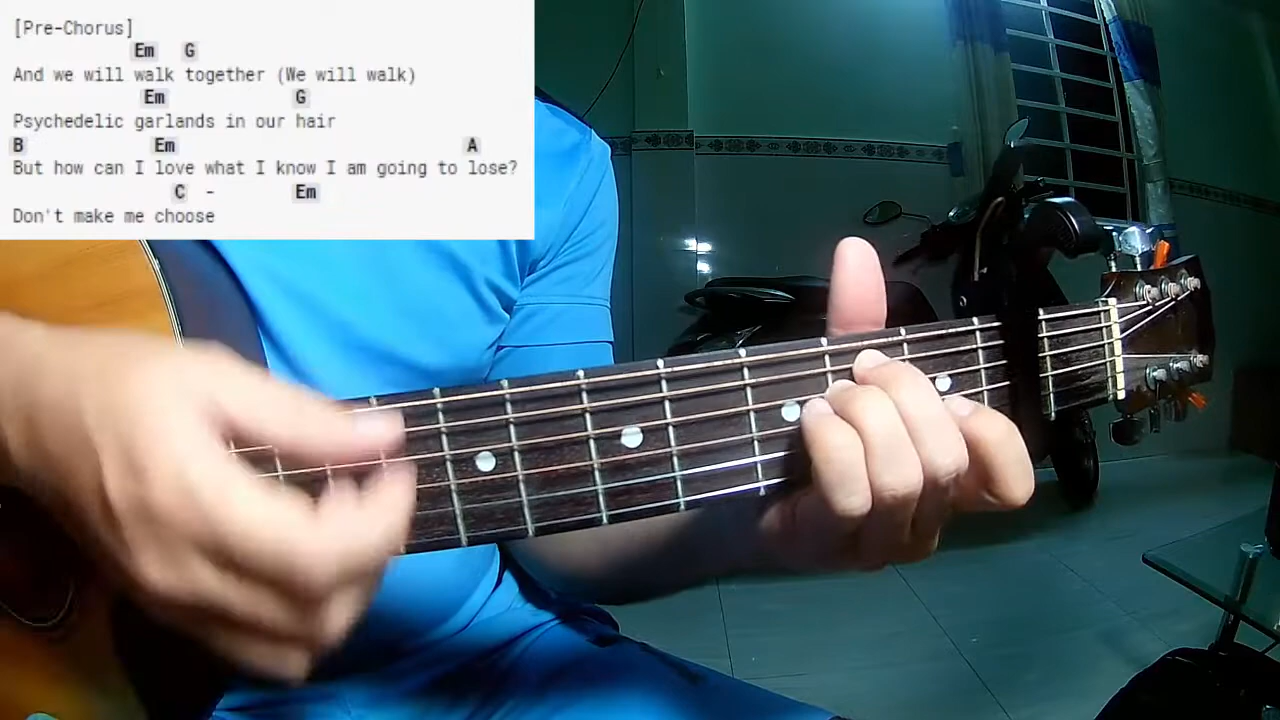 [Pre-Chorus]
Em G
And we will walk together (We will walk)
Em G
Psychedelic garlands in our hair
B Em A
But how can I love what I know I am going to lose?
C - Em
Don't make me choose